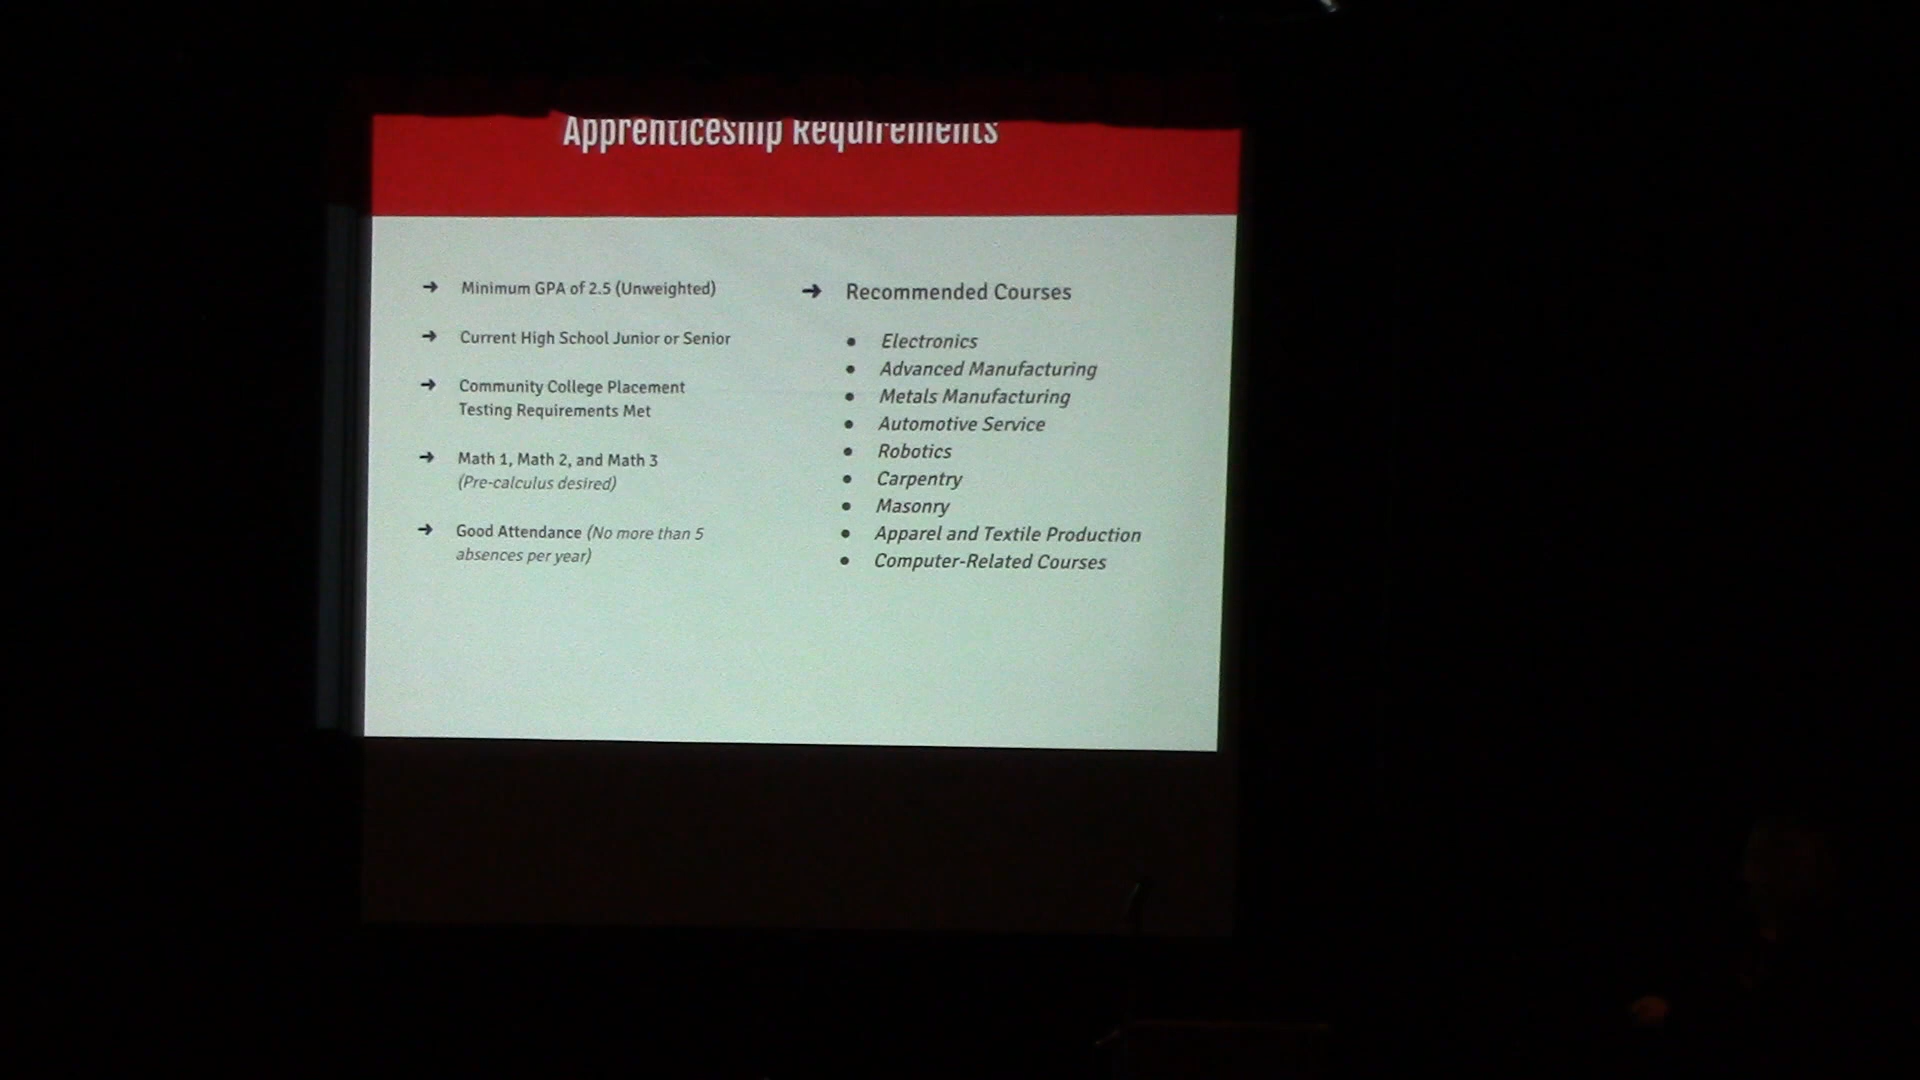 Apprenticeship Requirements
➔ Minimum GPA of 2.5 (Unweighted)
➔ Current High School Junior or Senior
➔ Community College Placement
Testing Requirements Met
➔ Math 1, Math 2, and Math 3
(Pre-calculus desired)
➔ Good Attendance (No more than 5
absences per year)
➔ Recommended Courses
● Electronics
● Advanced Manufacturing
● Metals Manufacturing
● Automotive Service
● Robotics
● Carpentry
● Masonry
● Apparel and Textile Production
● Computer-Related Courses